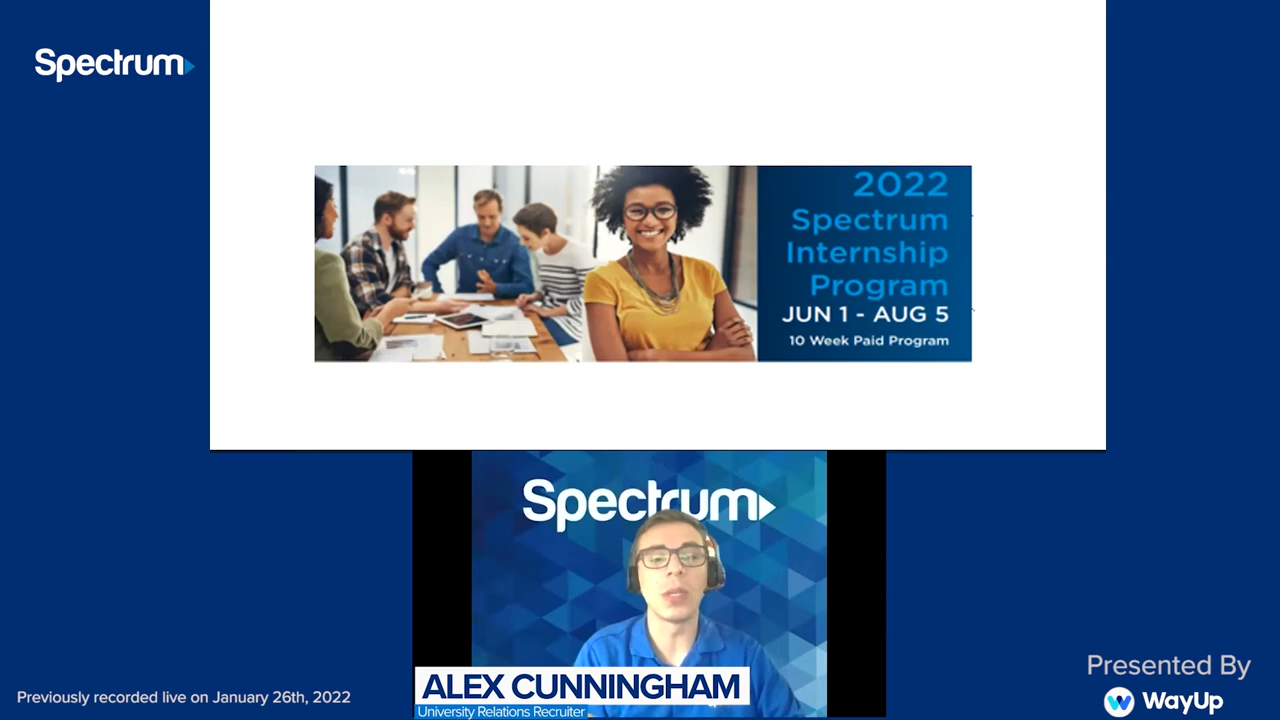 Spectrum
2022
Spectrum
Internship
Program
JUN 1 - AUG 5
10 Week Paid Program
Spectrum
ALEX CUNNINGHAM
University Relations Recruiter
Previously recorded live on January 26th, 2022
Presented By
WayUp